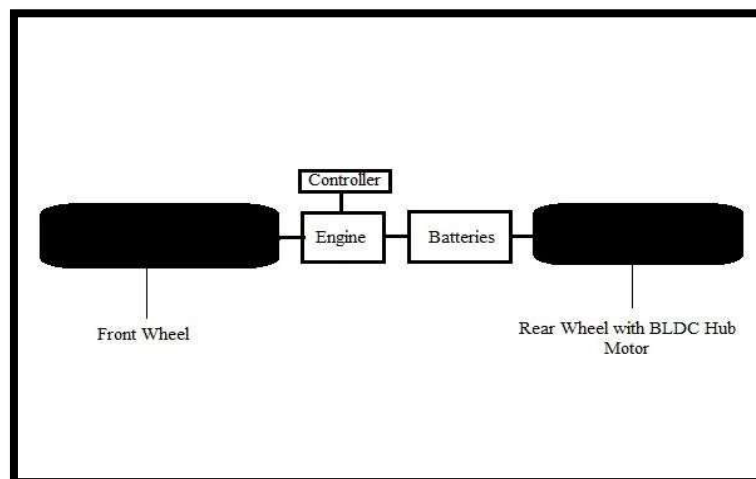 Controller
Engine
Batteries
Front Wheel
Rear Wheel with BLDC Hub
Motor